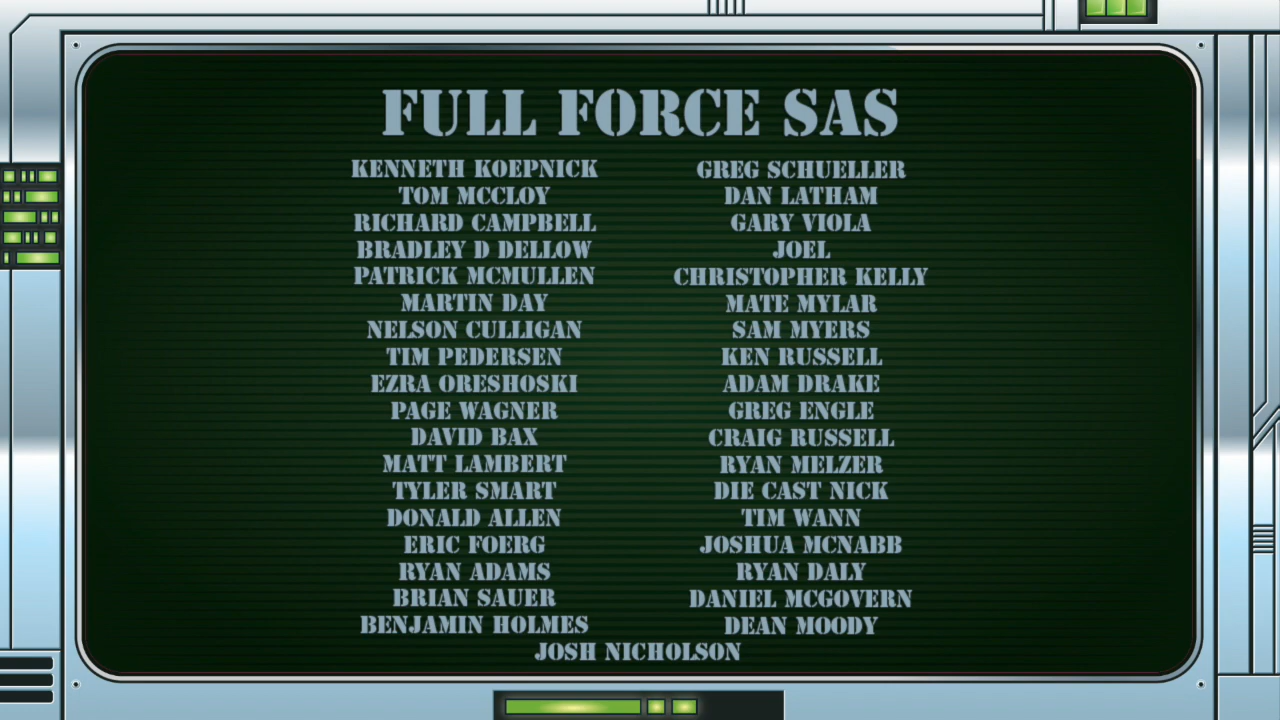 FULL FORCE SAS
KENNETH KOEPNICK
TOM MCCLOY
RICHARD CAMPBELL
BRADLEY D DELLOW
PATRICK MCMULLEN
MARTIN DAY
NELSON CULLIGAN
TIM PEDERSEN
EZRA ORESHOSKI
PAGE WAGNER
DAVID BAX
MATT LAMBERT
TYLER SMART
DONALD ALLEN
ERIC FOERG
RYAN ADAMS
BRIAN SAUER
BENJAMIN HOLMES
GREG SCHUELLER
DAN LATHAM
GARY VIOLA
JOEL
CHRISTOPHER KELLY
MATE MYLAR
SAM MYERS
KEN RUSSELL
ADAM DRAKE
GREG ENGLE
CRAIG RUSSELL
RYAN MELZER
DIE CAST NICK
TIM WANN
JOSHUA MCNABB
RYAN DALY
DANIEL MCGOVERN
DEAN MOODY
JOSH NICHOLSON